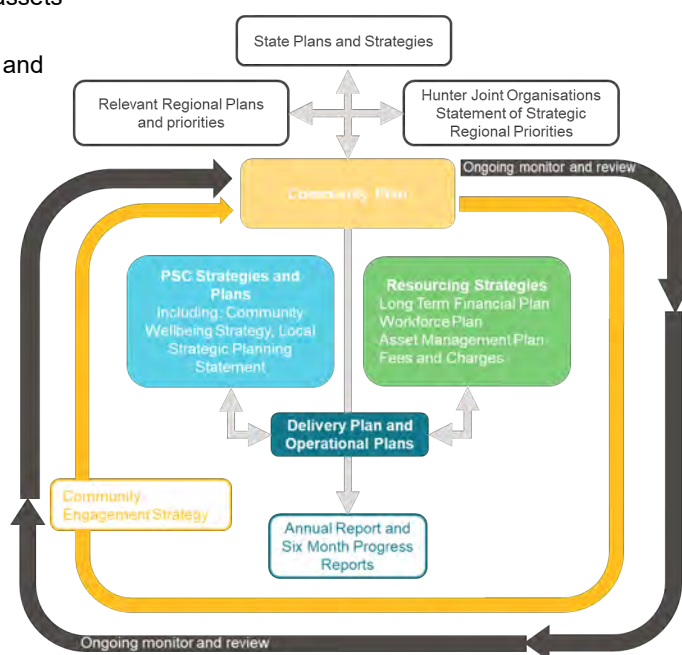 assets
and
State Plans and Strategies
Relevant Regional Plans
and priorities
Hunter Joint Organisations
Statement of Strategic
Regional Priorities
Ongoing monitor and review
Community Plan
PSC Strategies and
Plans
Including: Community
Wellbeing Strategy, Local
Strategic Planning
Statement
Resourcing Strategies
Long Term Financial Plan
Workforce Plan
Asset Management Plan
Fees and Charges
Delivery Plan and
Operational Plans
Community
Engagement Strategy
Annual Report and
Six Month Progress
Reports
Ongoing monitor and review